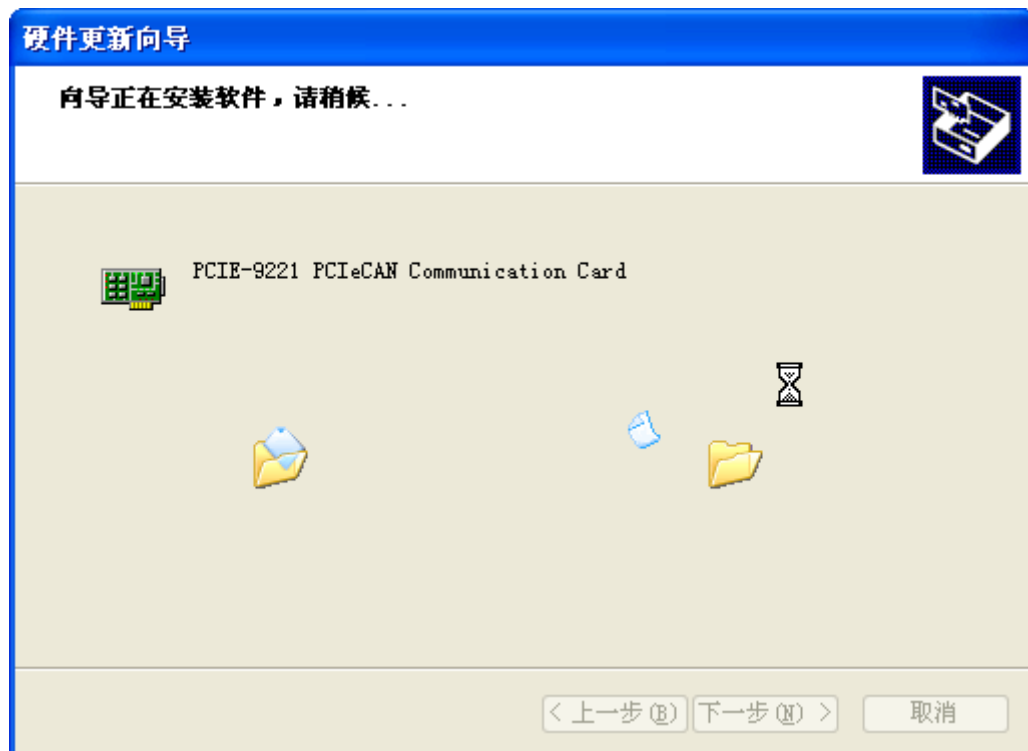 硬件更新向导
向导正在安装软件，请稍候...
PCIE-9221 PCIeCAN Communication Card
< 上一步(B) 下一步(N) > 取消